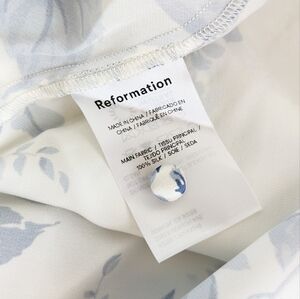 Reformation
MADE IN CHINA / FABRICADO EN
CHINA / FABRIQUÉ EN CHINE
MAIN FABRIC / TISSU PRINCIPAL /
TEJIDO PRINCIPAL /
100% SILK / SOIE / SEDA